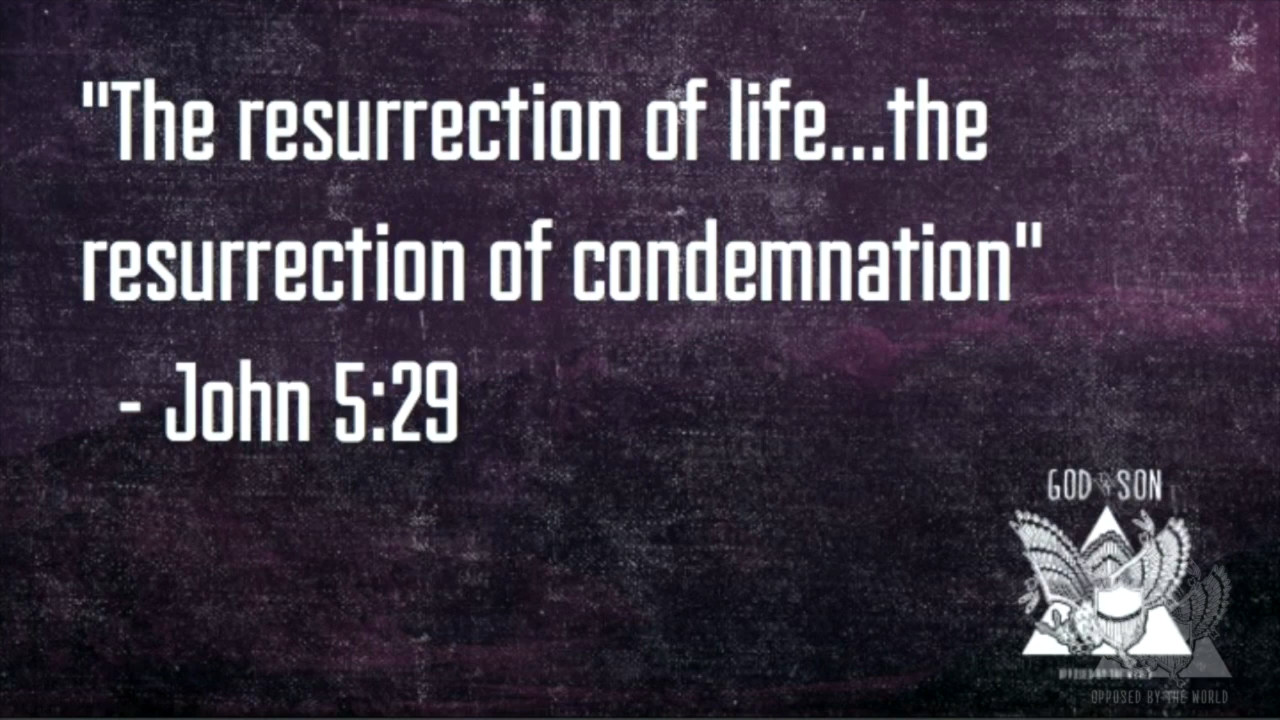 "The resurrection of life...the
resurrection of condemnation"
- John 5:29
GOD & SON
OPPOSED BY THE WORLD